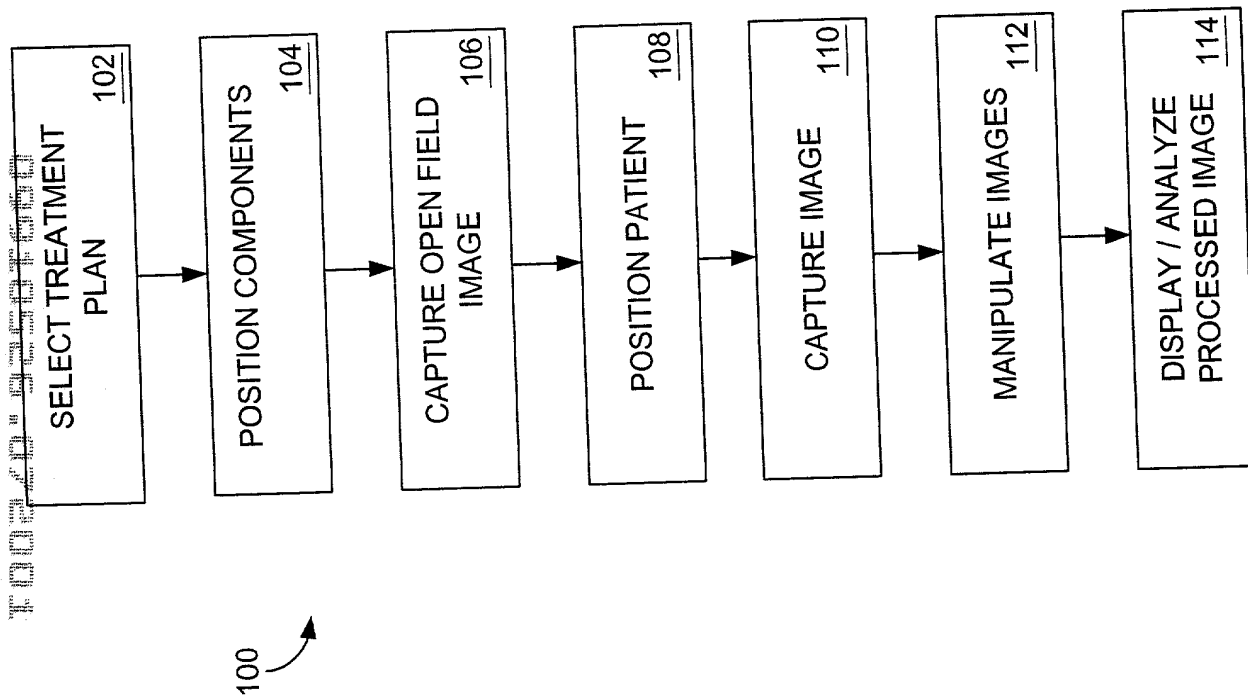 SELECT TREATMENT
PLAN
102
POSITION COMPONENTS
104
CAPTURE OPEN FIELD
IMAGE
106
POSITION PATIENT
108
CAPTURE IMAGE
110
MANIPULATE IMAGES
112
DISPLAY / ANALYZE
PROCESSED IMAGE
114
100